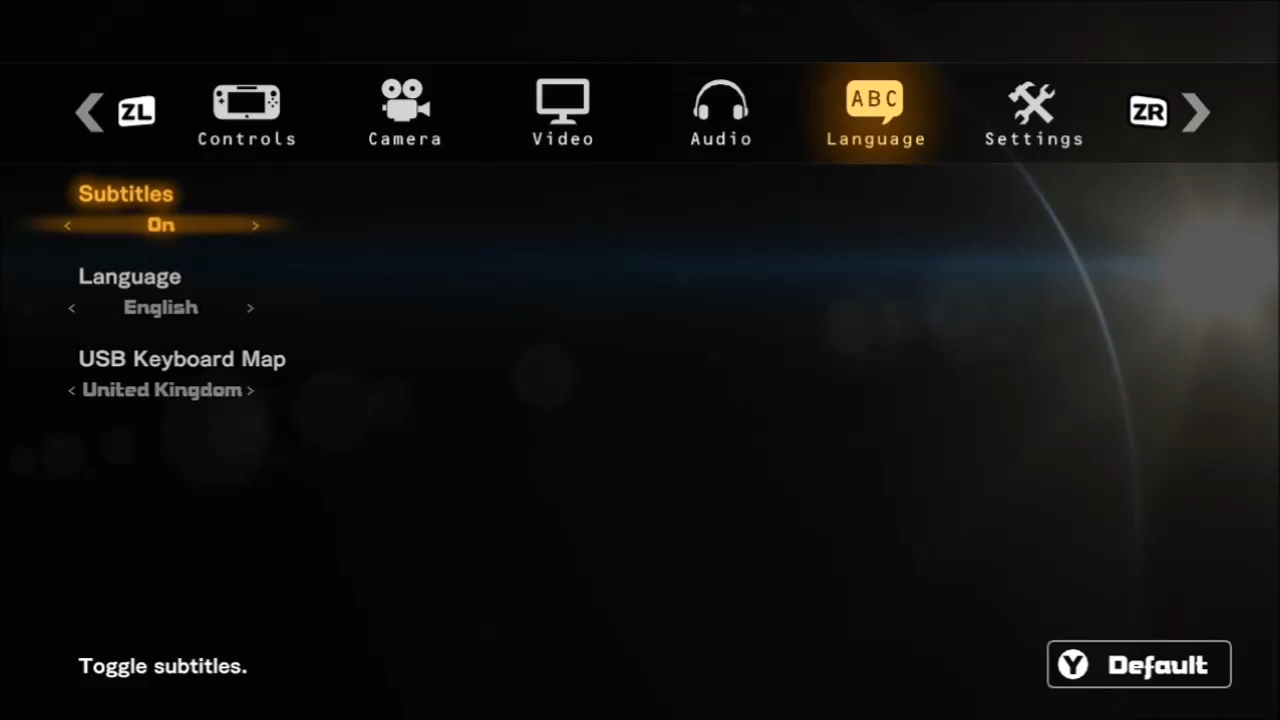 ZL
Controls
Camera
Video
Audio
ABC
Language
Settings
ZR
Subtitles
< On >
Language
< English >
USB Keyboard Map
< United Kingdom >
Toggle subtitles.
Y Default